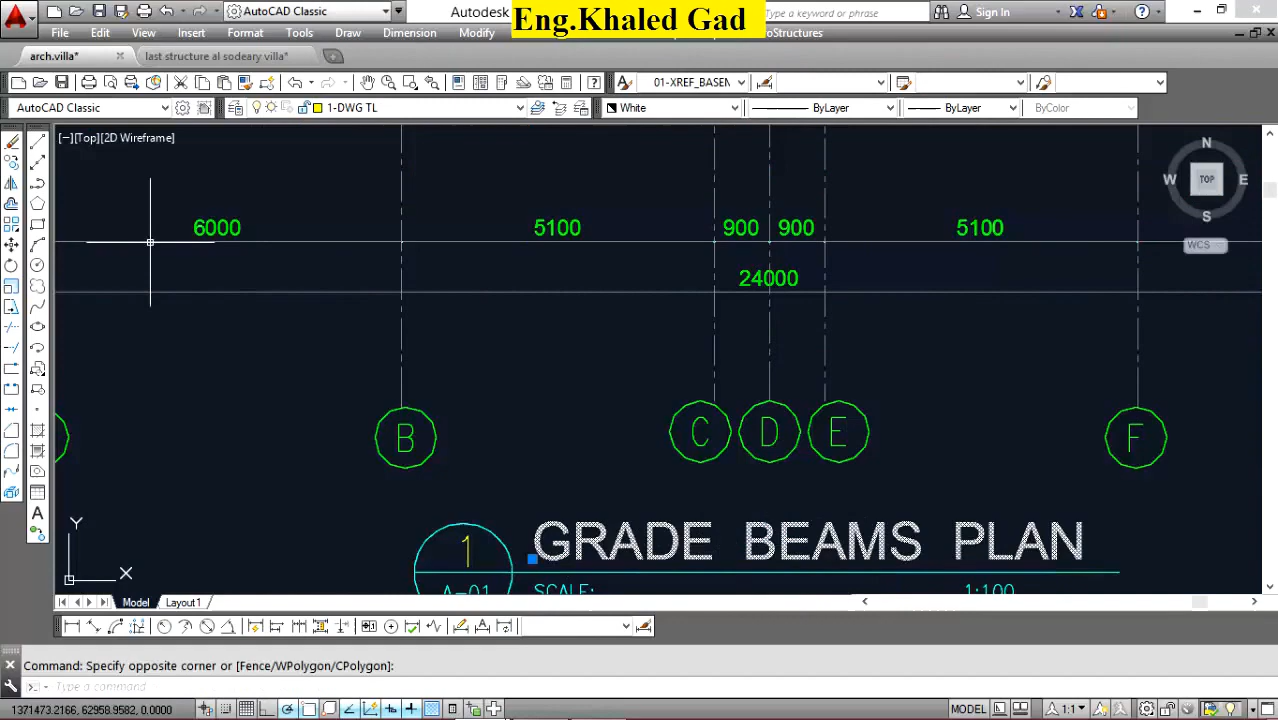 AutoCAD Classic
Autodesk
Eng.Khaled Gad
Type a keyword or phrase
Sign In
File Edit View Insert Format Tools Draw Dimension Modify
arch.villa* last structure al sodeary villa*
01-XREF_BASEM
AutoCAD Classic 1-DWG TL White ByLayer ByLayer ByColor
[−][Top][2D Wireframe]
N
W TOP E
S
WCS
6000 5100 900 900 5100
24000
B C D E F
1 GRADE BEAMS PLAN
A-01 SCALE: 1:100
Y
X
Model Layout1
Command: Specify opposite corner or [Fence/WPolygon/CPolygon]:
Type a command
1371473.2166, 62958.9582, 0.0000 MODEL 1:1